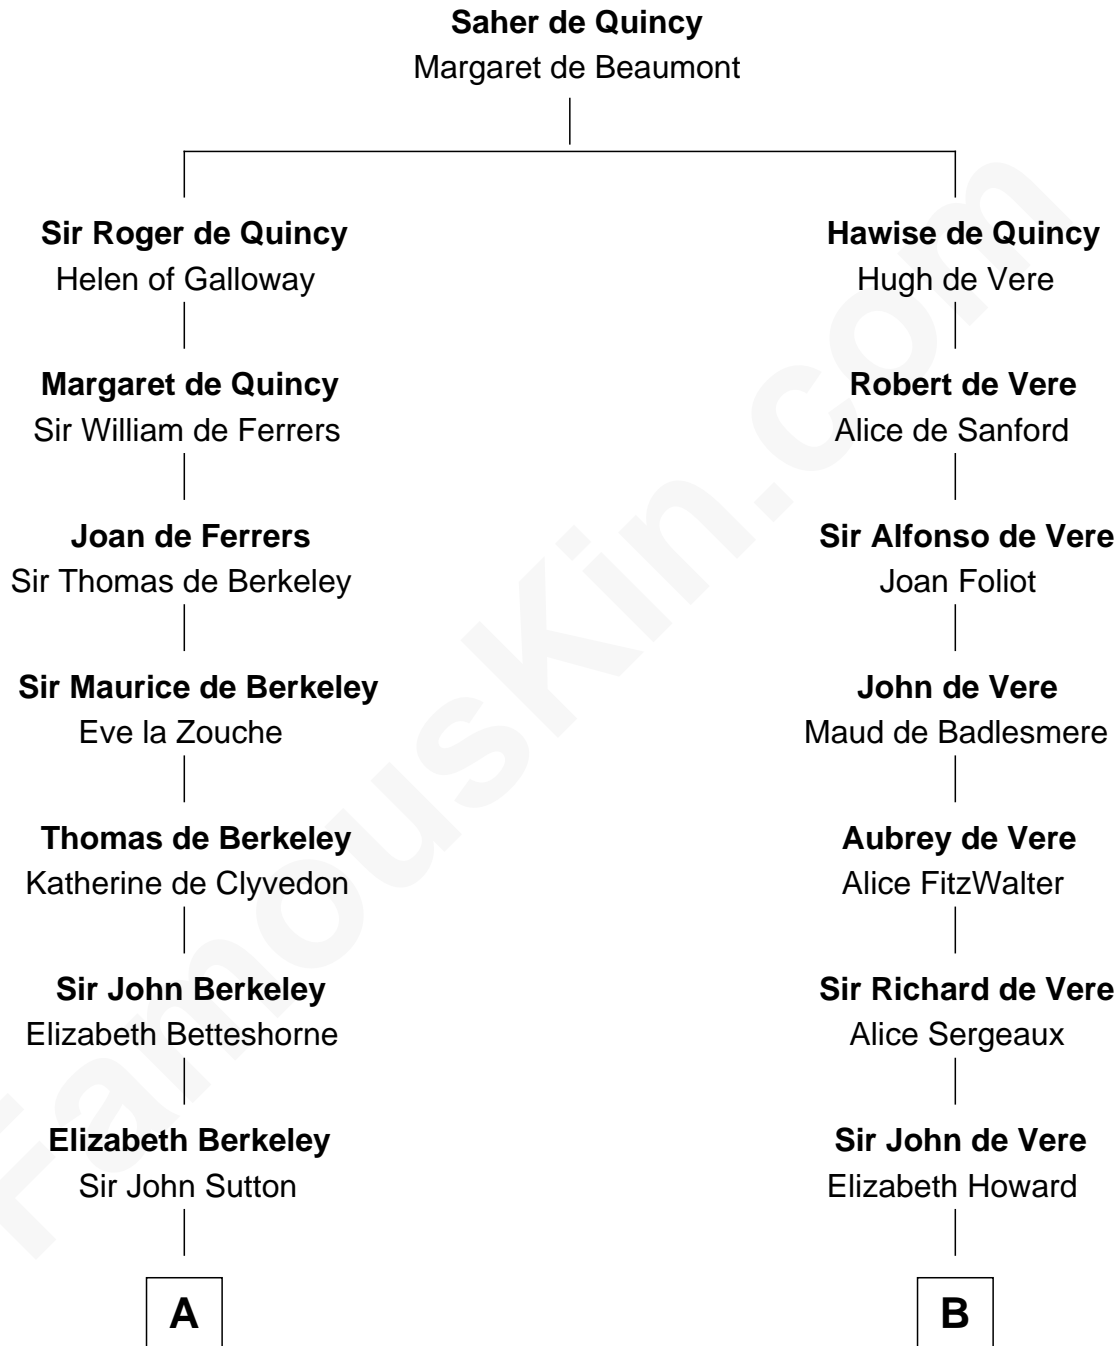 Saher de Quincy
Margaret de Beaumont
Sir Roger de Quincy
Helen of Galloway
Hawise de Quincy
Hugh de Vere
Margaret de Quincy
Sir William de Ferrers
Robert de Vere
Alice de Sanford
Joan de Ferrers
Sir Thomas de Berkeley
Sir Alfonso de Vere
Joan Foliot
Sir Maurice de Berkeley
Eve la Zouche
John de Vere
Maud de Badlesmere
Thomas de Berkeley
Katherine de Clyvedon
Aubrey de Vere
Alice FitzWalter
Sir John Berkeley
Elizabeth Betteshorne
Sir Richard de Vere
Alice Sergeaux
Elizabeth Berkeley
Sir John Sutton
Sir John de Vere
Elizabeth Howard
A
B
FamousKin.com